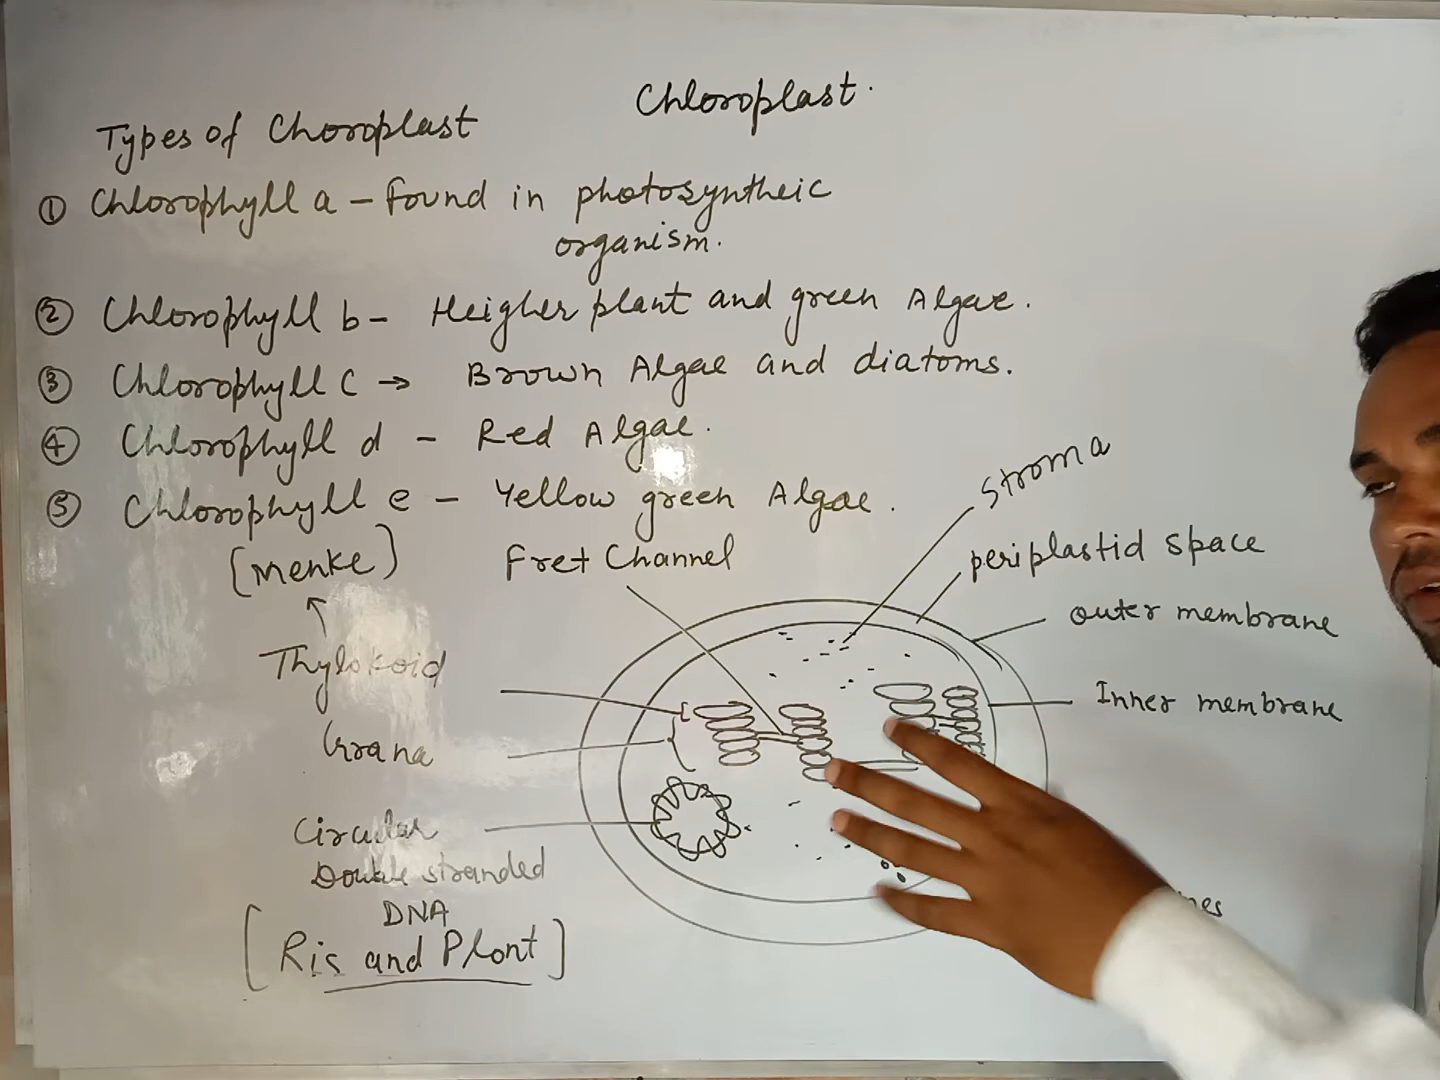 Chloroplast.
Types of Choroplast
① Chlorophyll a - found in photosyntheic
organism.
② Chlorophyll b - Heigher plant and green Algae.
③ Chlorophyll c → Brown Algae and diatoms.
④ Chlorophyll d - Red Algae.
⑤ Chlorophyll e - Yellow green Algae.
(Menke)
Fret Channel
Stroma
periplastid space
outer membrane
Thylokoid
Inner membrane
Grana
Circular
Double stranded
DNA
[Ris and Plont]